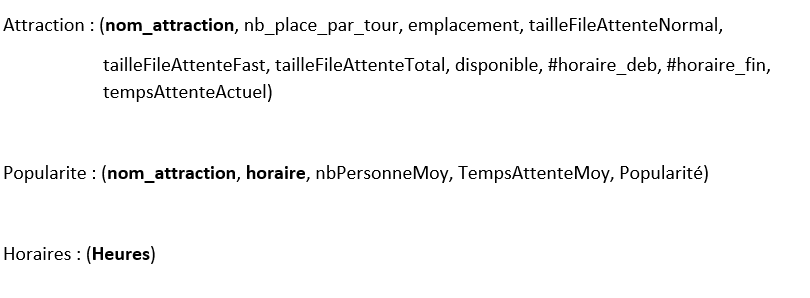 Attraction : (nom_attraction, nb_place_par_tour, emplacement, tailleFileAttenteNormal,
tailleFileAttenteFast, tailleFileAttenteTotal, disponible, #horaire_deb, #horaire_fin,
tempsAttenteActuel)
Popularite : (nom_attraction, horaire, nbPersonneMoy, TempsAttenteMoy, Popularité)
Horaires : (Heures)